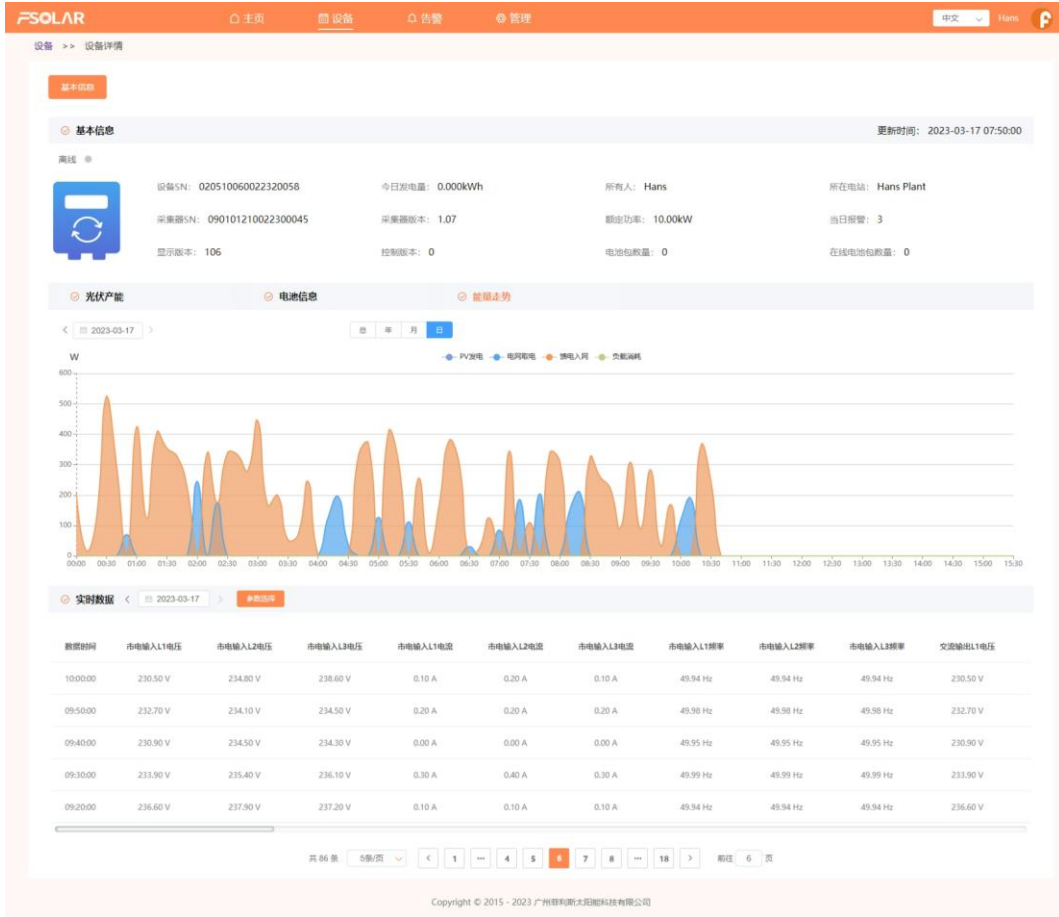 FSOLAR 主页 设备 告警 管理 中文 Hans
设备 >> 设备详情
基本信息
基本信息 更新时间: 2023-03-17 07:50:00
离线
设备SN: 020510060022320058 今日发电量: 0.000kWh 所有人: Hans 所在电站: Hans Plant
采集器SN: 090101210022300045 采集器版本: 1.07 额定功率: 10.00kW 当日报警: 3
显示版本: 106 控制版本: 0 电池包数量: 0 在线电池包数量: 0
光伏产能 电池信息 能量走势
< 2023-03-17 > 总 年 月 日
W PV发电 电网取电 馈电入网 负载消耗
600
500
400
300
200
100
0
00:00 00:30 01:00 01:30 02:00 02:30 03:00 03:30 04:00 04:30 05:00 05:30 06:00 06:30 07:00 07:30 08:00 08:30 09:00 09:30 10:00 10:30 11:00 11:30 12:00 12:30 13:00 13:30 14:00 14:30 15:00 15:30
实时数据 < 2023-03-17 > 参数选择
数据时间 市电输入L1电压 市电输入L2电压 市电输入L3电压 市电输入L1电流 市电输入L2电流 市电输入L3电流 市电输入L1频率 市电输入L2频率 市电输入L3频率 交流输出L1电压
10:00:00 230.50 V 234.80 V 238.60 V 0.10 A 0.20 A 0.10 A 49.94 Hz 49.94 Hz 49.94 Hz 230.50 V
09:50:00 232.70 V 234.10 V 234.50 V 0.20 A 0.20 A 0.20 A 49.98 Hz 49.98 Hz 49.98 Hz 232.70 V
09:40:00 230.90 V 234.50 V 234.30 V 0.00 A 0.00 A 0.00 A 49.95 Hz 49.95 Hz 49.95 Hz 230.90 V
09:30:00 233.90 V 235.40 V 236.10 V 0.30 A 0.40 A 0.30 A 49.99 Hz 49.99 Hz 49.99 Hz 233.90 V
09:20:00 236.60 V 237.90 V 237.20 V 0.10 A 0.10 A 0.10 A 49.94 Hz 49.94 Hz 49.94 Hz 236.60 V
共 86 条 5条/页 < 1 ... 4 5 6 7 8 ... 18 > 前往 6 页
Copyright © 2015 - 2023 广州菲利斯太阳能科技有限公司